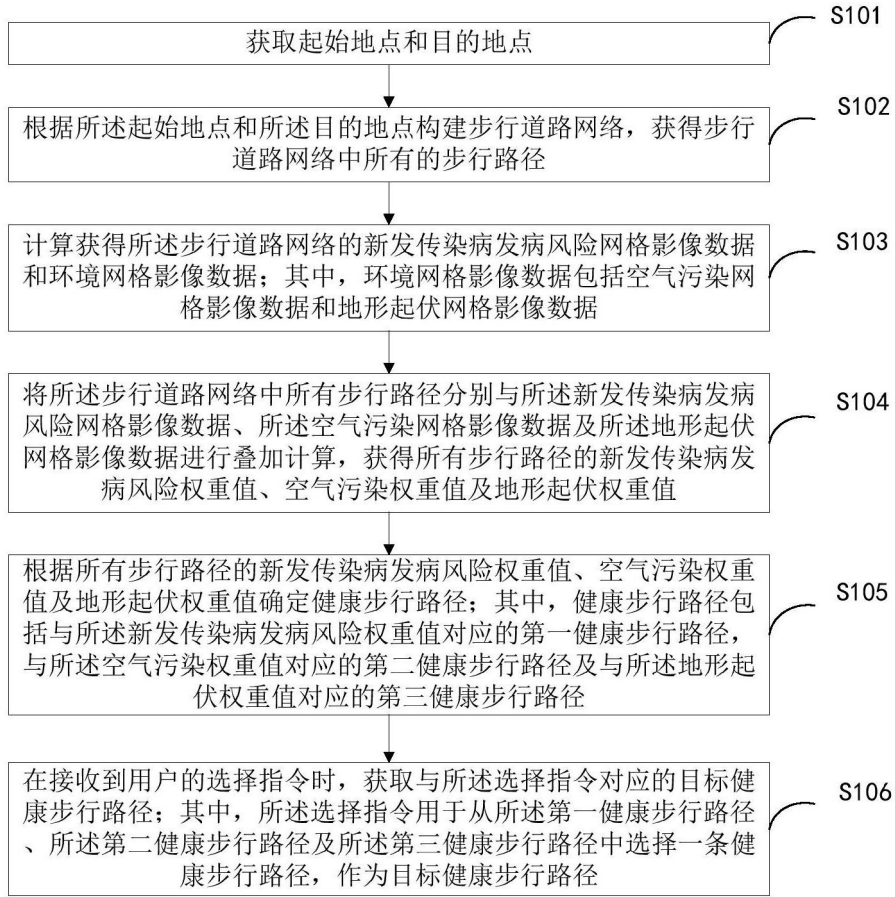 S101
获取起始地点和目的地点
S102
根据所述起始地点和所述目的地点构建步行道路网络，获得步行
道路网络中所有的步行路径
S103
计算获得所述步行道路网络的新发传染病发病风险网格影像数据
和环境网格影像数据；其中，环境网格影像数据包括空气污染网
格影像数据和地形起伏网格影像数据
S104
将所述步行道路网络中所有步行路径分别与所述新发传染病发病
风险网格影像数据、所述空气污染网格影像数据及所述地形起伏
网格影像数据进行叠加计算，获得所有步行路径的新发传染病发
病风险权重值、空气污染权重值及地形起伏权重值
S105
根据所有步行路径的新发传染病发病风险权重值、空气污染权重
值及地形起伏权重值确定健康步行路径；其中，健康步行路径包
括与所述新发传染病发病风险权重值对应的第一健康步行路径，
与所述空气污染权重值对应的第二健康步行路径及与所述地形起
伏权重值对应的第三健康步行路径
S106
在接收到用户的选择指令时，获取与所述选择指令对应的目标健
康步行路径；其中，所述选择指令用于从所述第一健康步行路径
、所述第二健康步行路径及所述第三健康步行路径中选择一条健
康步行路径，作为目标健康步行路径